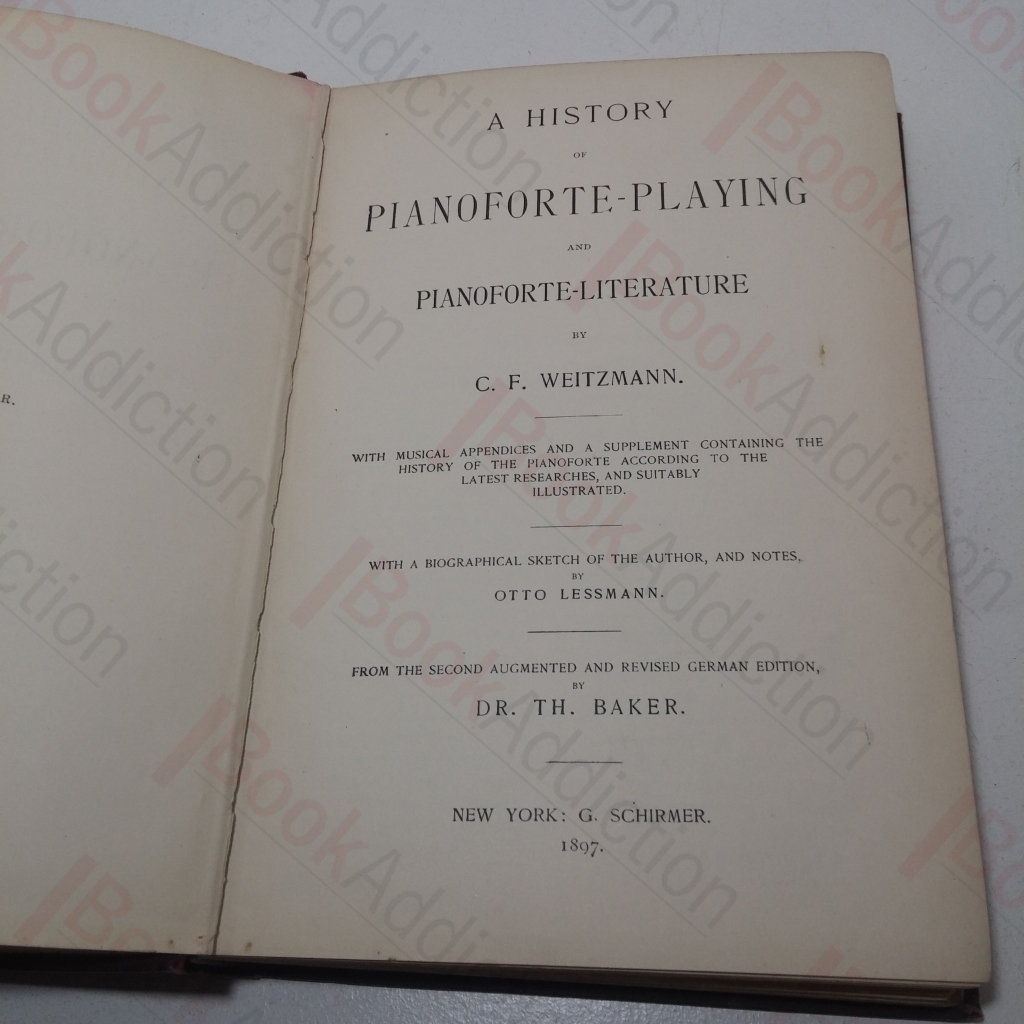 R.
A HISTORY
OF
PIANOFORTE-PLAYING
AND
PIANOFORTE-LITERATURE
BY
C. F. WEITZMANN.
WITH MUSICAL APPENDICES AND A SUPPLEMENT CONTAINING THE
HISTORY OF THE PIANOFORTE ACCORDING TO THE
LATEST RESEARCHES, AND SUITABLY
ILLUSTRATED.
WITH A BIOGRAPHICAL SKETCH OF THE AUTHOR, AND NOTES,
BY
OTTO LESSMANN.
FROM THE SECOND AUGMENTED AND REVISED GERMAN EDITION,
BY
DR. TH. BAKER.
NEW YORK: G. SCHIRMER.
1897.
BookAddiction